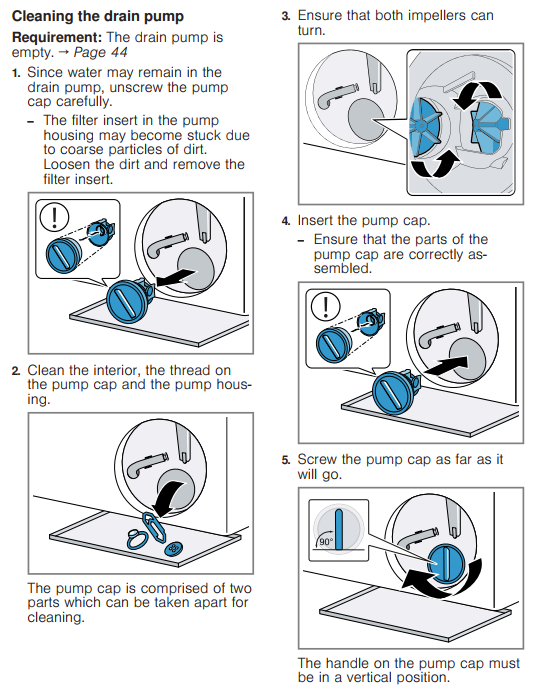 Cleaning the drain pump
Requirement: The drain pump is
empty. → Page 44
1. Since water may remain in the
drain pump, unscrew the pump
cap carefully.
– The filter insert in the pump
housing may become stuck due
to coarse particles of dirt.
Loosen the dirt and remove the
filter insert.
!
2. Clean the interior, the thread on
the pump cap and the pump hous-
ing.
The pump cap is comprised of two
parts which can be taken apart for
cleaning.
3. Ensure that both impellers can
turn.
4. Insert the pump cap.
– Ensure that the parts of the
pump cap are correctly as-
sembled.
!
5. Screw the pump cap as far as it
will go.
90°
The handle on the pump cap must
be in a vertical position.